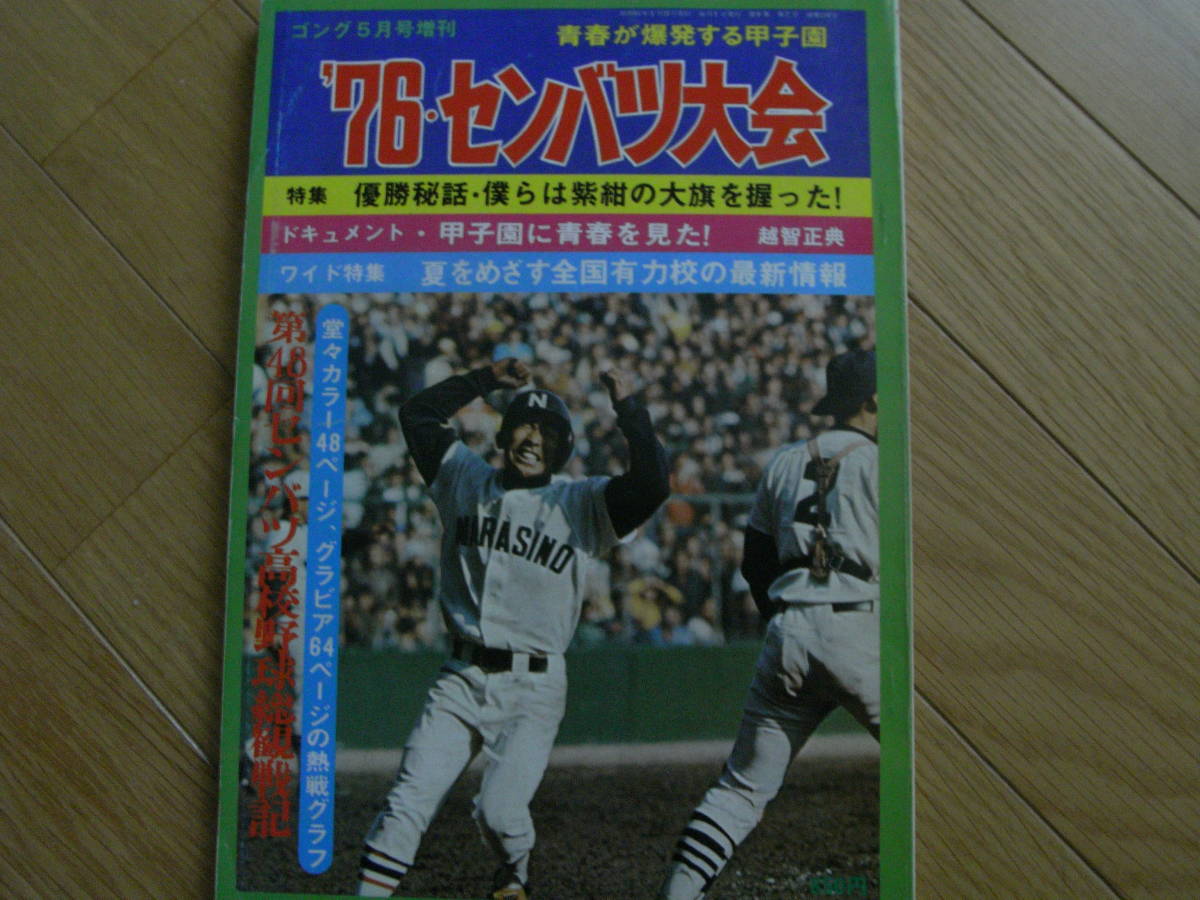 ゴング5月号増刊
青春が爆発する甲子園
'76・センバツ大会
特集 優勝秘話・僕らは紫紺の大旗を握った!
ドキュメント・甲子園に青春を見た! 越智正典
ワイド特集 夏をめざす全国有力校の最新情報
堂々カラー48ページ、グラビア64ページの熱戦グラフ
第48回センバツ高校野球総観戦記
N
NARASINO
2